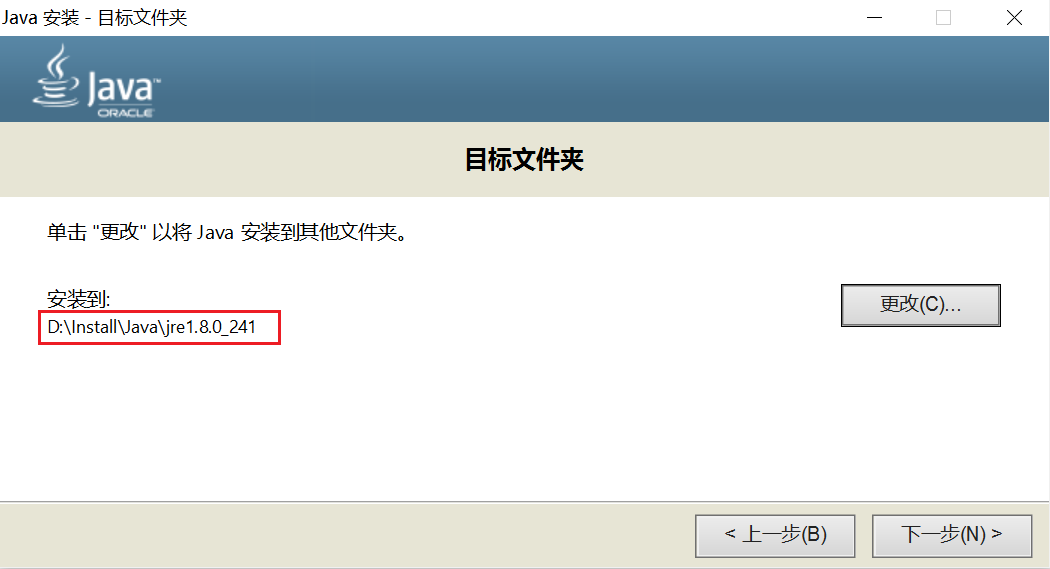 Java 安装 - 目标文件夹
Java™
ORACLE
目标文件夹
单击 "更改" 以将 Java 安装到其他文件夹。
安装到:
D:\Install\Java\jre1.8.0_241
更改(C)...
< 上一步(B)
下一步(N) >